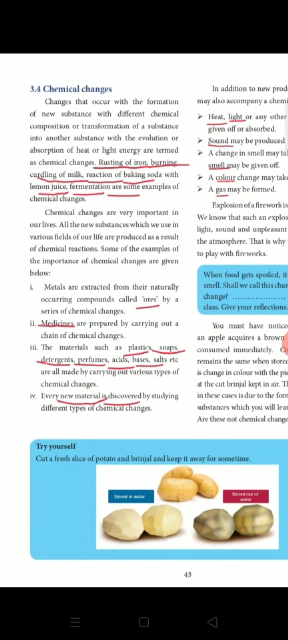 3.4 Chemical changes
Changes that occur with the formation
of new substance with different chemical
composition or transformation of a substance
into another substance with the evolution or
absorption of heat or light energy are termed
as chemical changes. Rusting of iron, burning,
curdling of milk, reaction of baking soda with
lemon juice, fermentation are some examples of
chemical changes.
Chemical changes are very important in
our lives. All the new substances which we use in
various fields of our life are produced as a result
of chemical reactions. Some of the examples of
the importance of chemical changes are given
below:
i. Metals are extracted from their naturally
occurring compounds called 'ores' by a
series of chemical changes.
ii. Medicines are prepared by carrying out a
chain of chemical changes.
iii. The materials such as plastics, soaps,
detergents, perfumes, acids, bases, salts etc
are all made by carrying out various types of
chemical changes.
iv. Every new material is discovered by studying
different types of chemical changes.
In addition to new prod
may also accompany a chemi
➢ Heat, light or any other
given off or absorbed.
➢ Sound may be produced
➢ A change in smell may tak
smell may be given off.
➢ A colour change may take
➢ A gas may be formed.
Explosion of a firework is
We know that such an explos
light, sound and unpleasant
the atmosphere. That is why
to play with fireworks.
When food gets spoiled, it
smell. Shall we call this chan
change! ....................
class. Give your reflections.
You must have notice
an apple acquires a brown
consumed immediately. C
remains the same when store
is change in colour with the pie
at the cut brinjal kept in air. Th
in these cases is due to the form
substances which you will lear
Are these not chemical change
Try yourself
Cut a fresh slice of potato and brinjal and keep it away for sometime.
Stored in water
Stored out of
water
43